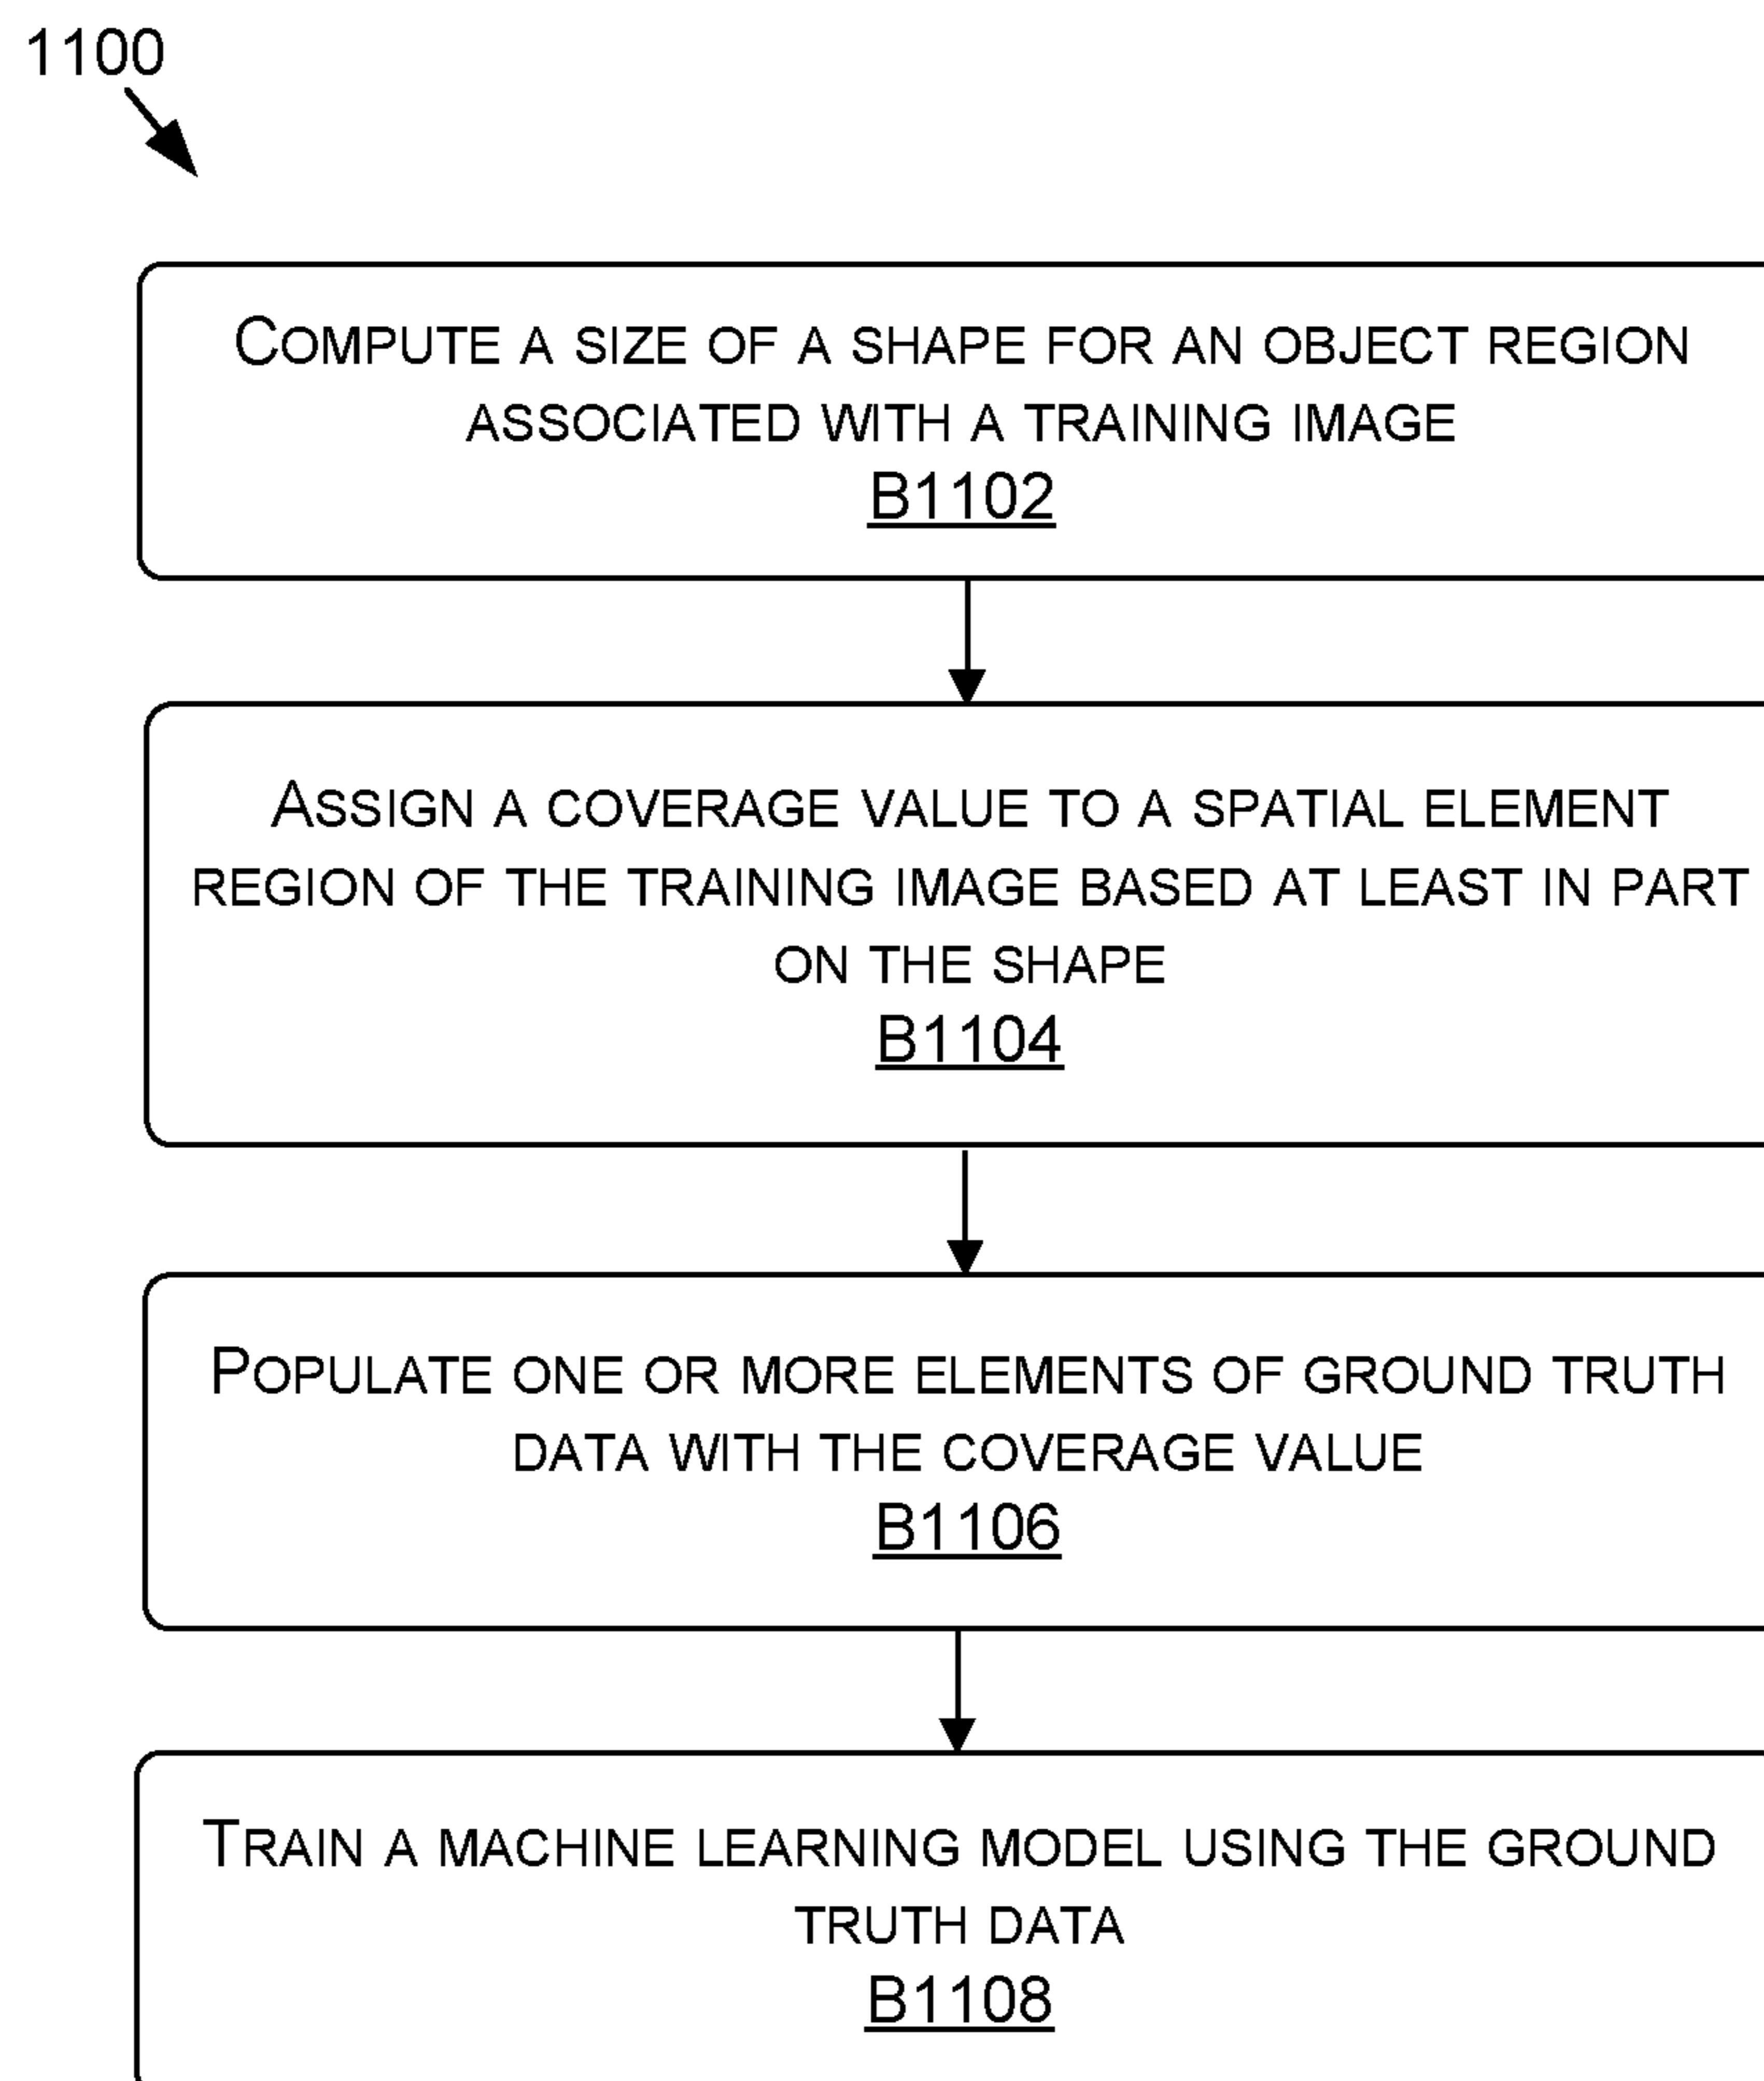 1100
COMPUTE A SIZE OF A SHAPE FOR AN OBJECT REGION
ASSOCIATED WITH A TRAINING IMAGE
B1102
ASSIGN A COVERAGE VALUE TO A SPATIAL ELEMENT
REGION OF THE TRAINING IMAGE BASED AT LEAST IN PART
ON THE SHAPE
B1104
POPULATE ONE OR MORE ELEMENTS OF GROUND TRUTH
DATA WITH THE COVERAGE VALUE
B1106
TRAIN A MACHINE LEARNING MODEL USING THE GROUND
TRUTH DATA
B1108